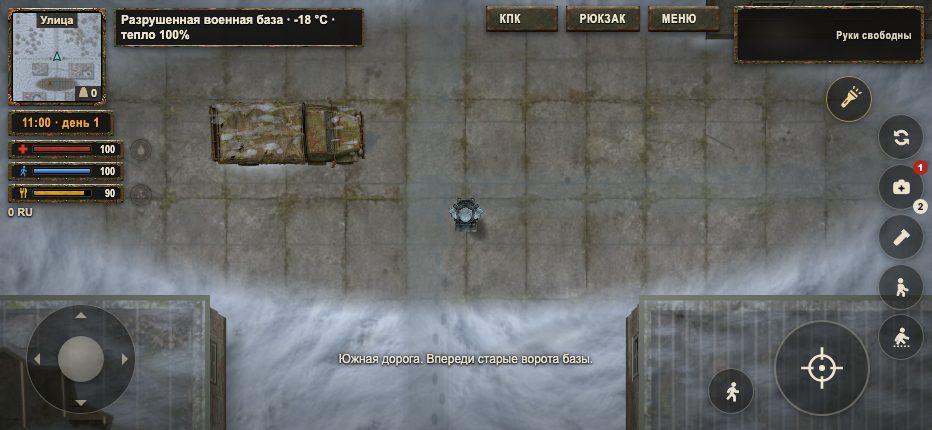 Улица
Разрушенная военная база · -18 °C ·
тепло 100%
КПК
РЮКЗАК
МЕНЮ
Руки свободны
0
11:00 · день 1
100
100
90
0 RU
1
2
Южная дорога. Впереди старые ворота базы.